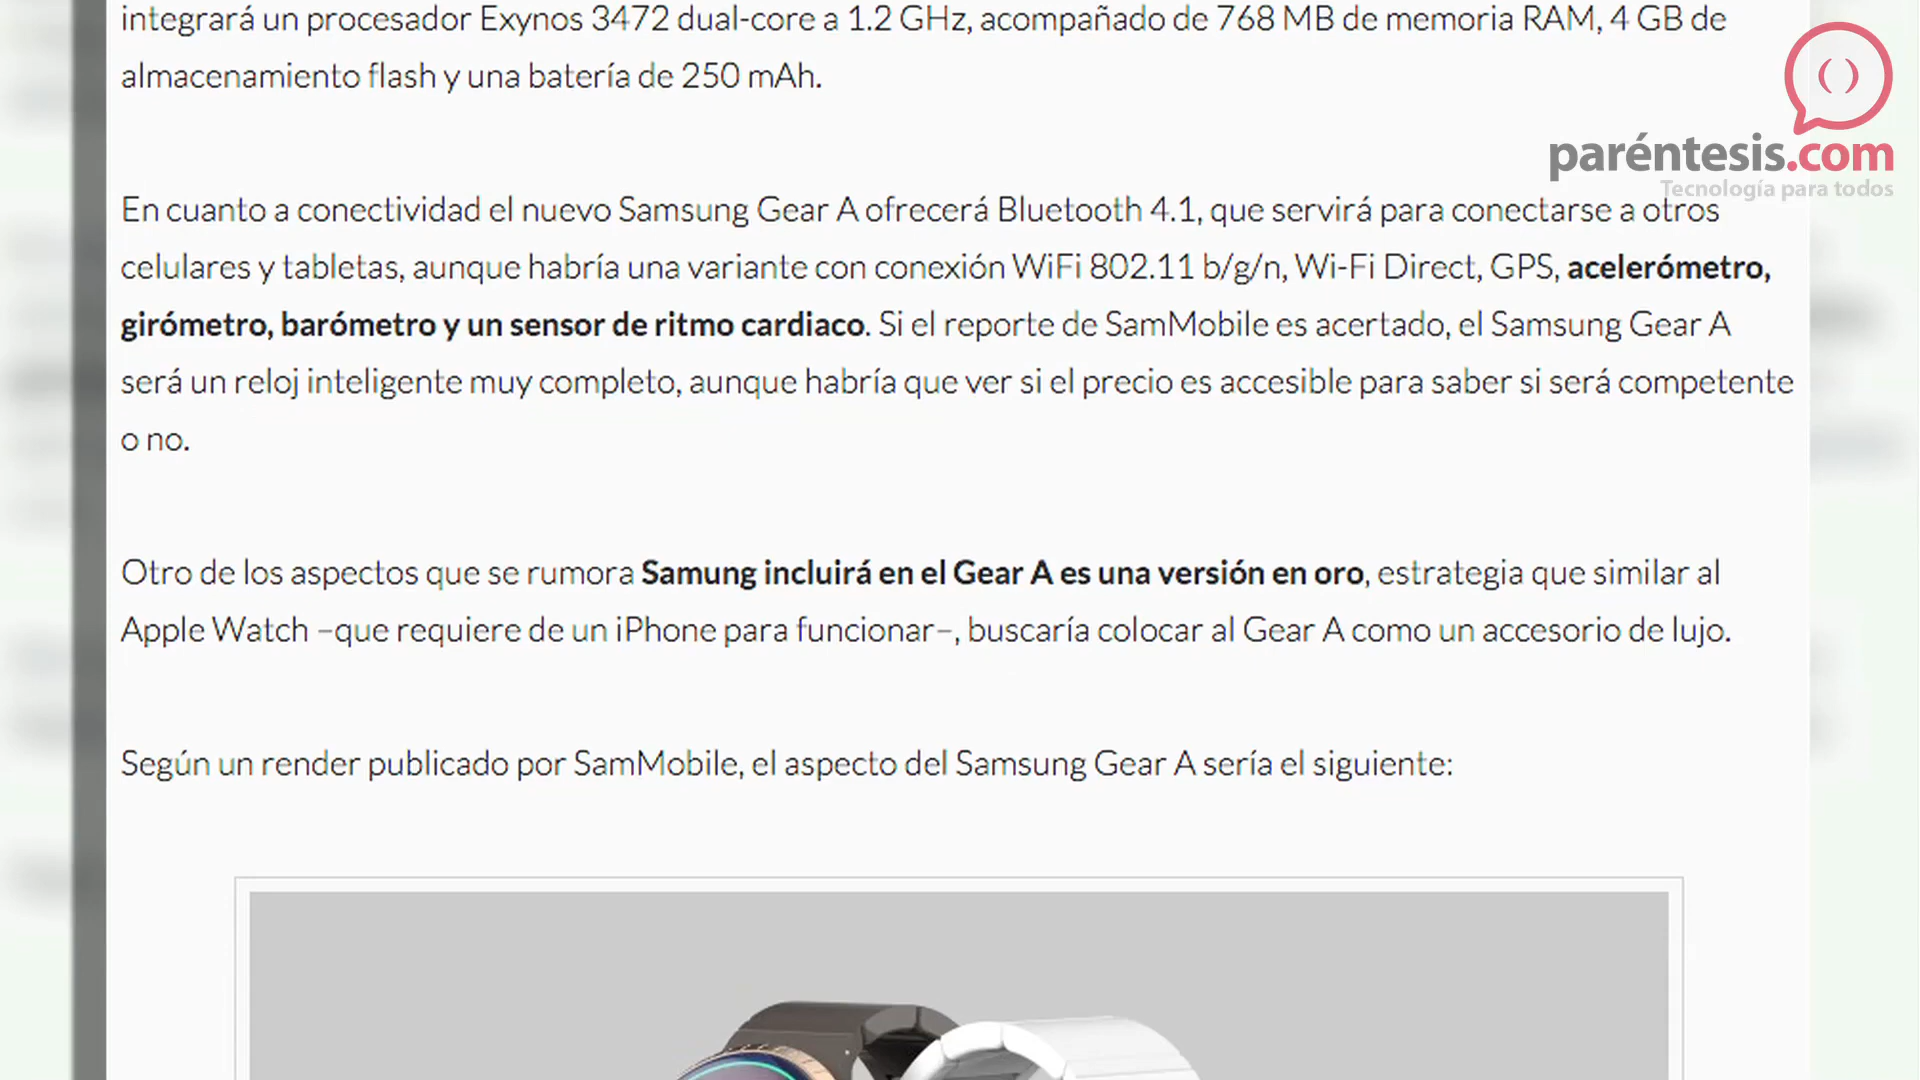 integrará un procesador Exynos 3472 dual-core a 1.2 GHz, acompañado de 768 MB de memoria RAM, 4 GB de
almacenamiento flash y una batería de 250 mAh.
( )
paréntesis.com
Tecnología para todos
En cuanto a conectividad el nuevo Samsung Gear A ofrecerá Bluetooth 4.1, que servirá para conectarse a otros
celulares y tabletas, aunque habría una variante con conexión WiFi 802.11 b/g/n, Wi-Fi Direct, GPS, acelerómetro,
girómetro, barómetro y un sensor de ritmo cardiaco. Si el reporte de SamMobile es acertado, el Samsung Gear A
será un reloj inteligente muy completo, aunque habría que ver si el precio es accesible para saber si será competente
o no.
Otro de los aspectos que se rumora Samung incluirá en el Gear A es una versión en oro, estrategia que similar al
Apple Watch –que requiere de un iPhone para funcionar–, buscaría colocar al Gear A como un accesorio de lujo.
Según un render publicado por SamMobile, el aspecto del Samsung Gear A sería el siguiente: